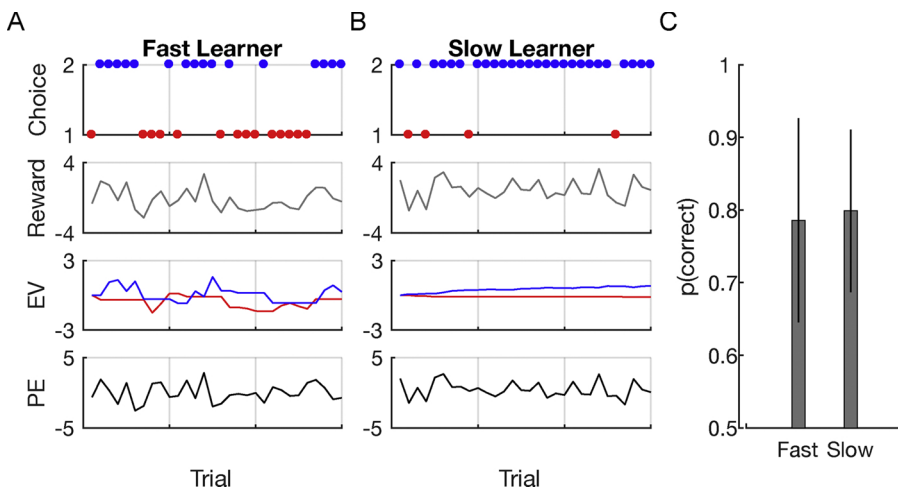 A
B
C
Fast Learner
Slow Learner
Choice
2
1
2
1
Reward
4
-4
4
-4
EV
3
-3
3
-3
PE
5
-5
5
-5
Trial
Trial
p(correct)
1
0.9
0.8
0.7
0.6
0.5
Fast Slow